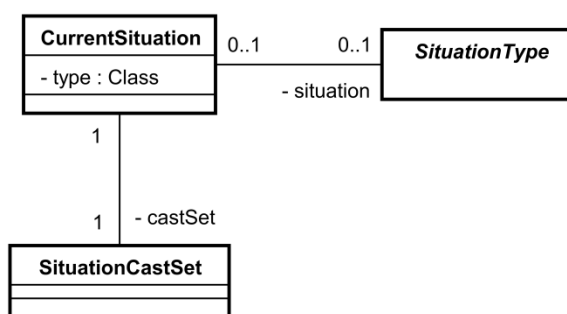 CurrentSituation
- type : Class
0..1
0..1
- situation
SituationType
1
1
- castSet
SituationCastSet